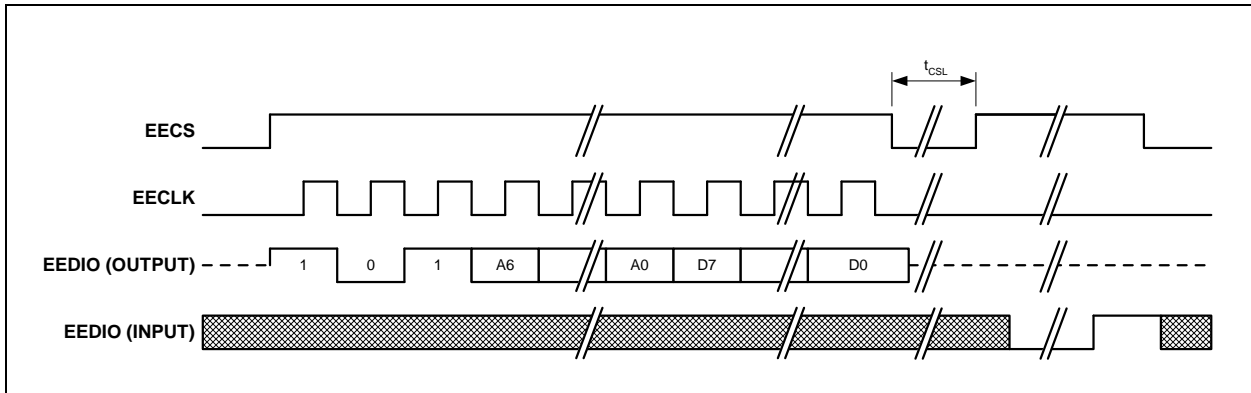 tCSL
EECS
EECLK
EEDIO (OUTPUT)
1 0 1 A6 A0 D7 D0
EEDIO (INPUT)